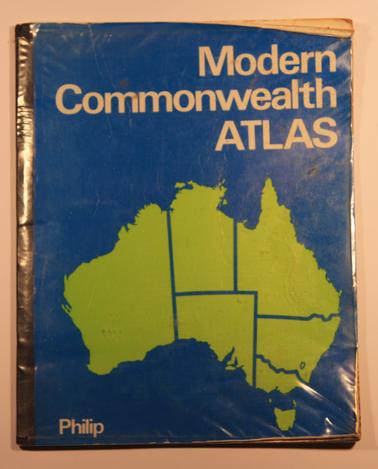 Modern
Commonwealth
ATLAS
Philip